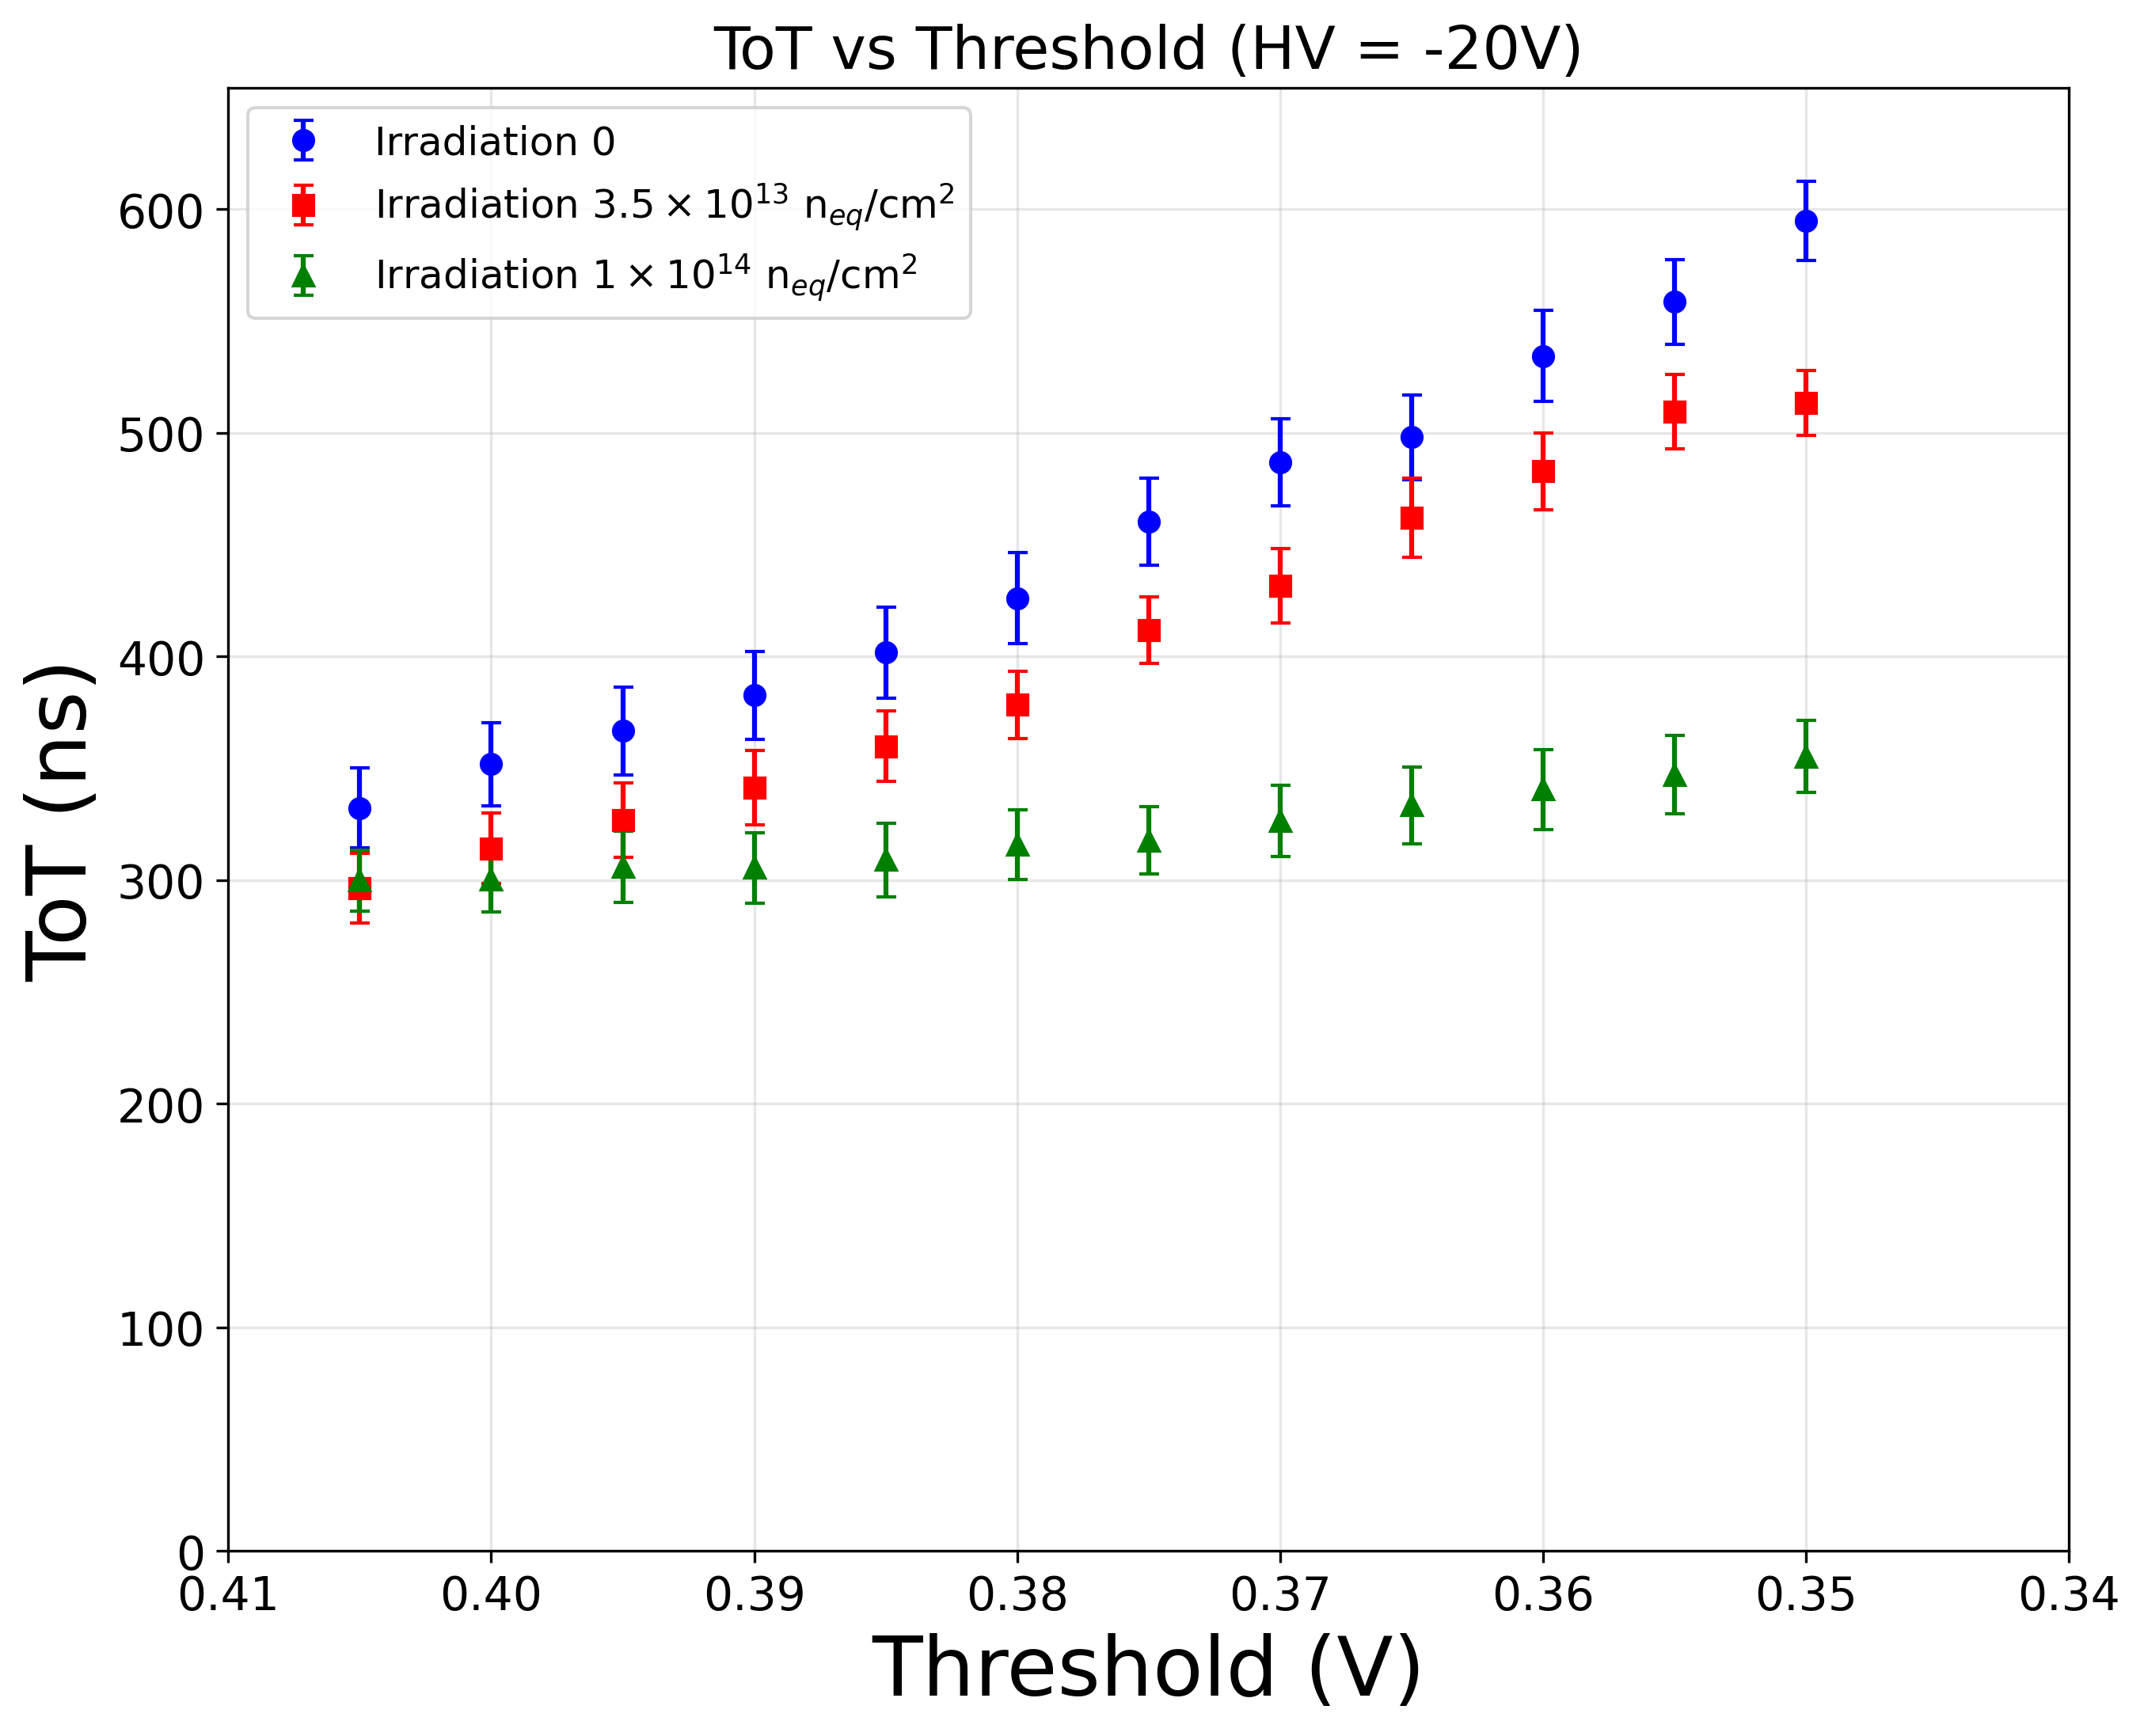 ToT vs Threshold (HV = -20V)
Irradiation 0
Irradiation 3.5 × 10¹³ n_eq/cm²
Irradiation 1 × 10¹⁴ n_eq/cm²
600
500
400
300
200
100
0
ToT (ns)
0.41 0.40 0.39 0.38 0.37 0.36 0.35 0.34
Threshold (V)